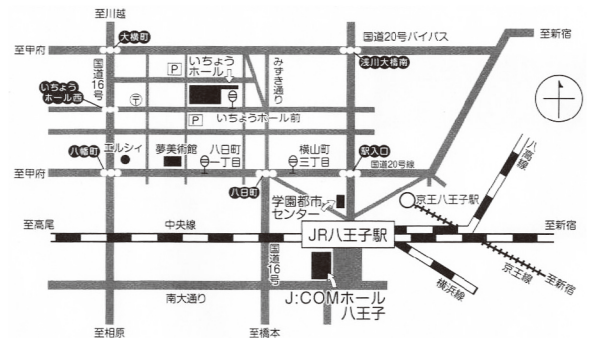 至川越
大横町
国道20号バイパス
至新宿
至甲府
浅川大橋南
国道16号
P
いちょう
ホール
みずき通り
いちょう
ホール西
〒
P
いちょうホール前
八幡町
エルシィ
夢美術館
八日町
一丁目
横山町
三丁目
駅入口
国道20号線
至甲府
八日町
学園都市
センター
京王八王子駅
八高線
至高尾
中央線
JR八王子駅
至新宿
国道16号
京王線
至新宿
横浜線
南大通り
J:COMホール
八王子
至相原
至橋本